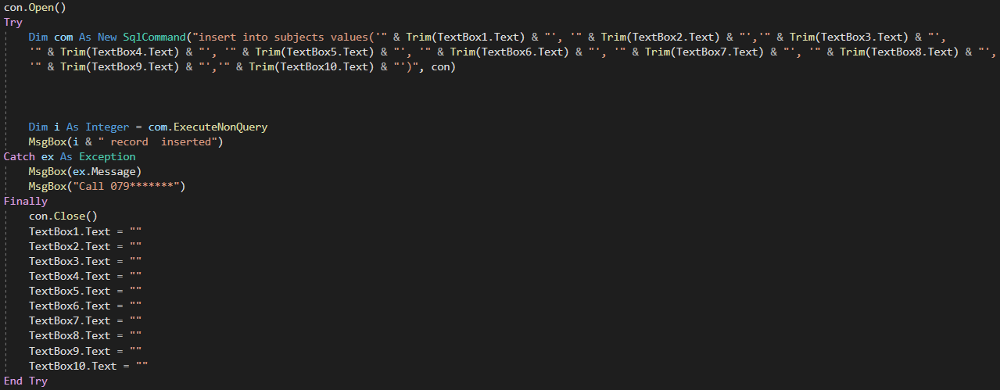 con.Open()
Try
Dim com As New SqlCommand("insert into subjects values('" & Trim(TextBox1.Text) & "', '" & Trim(TextBox2.Text) & "','" & Trim(TextBox3.Text) & "',
'" & Trim(TextBox4.Text) & "', '" & Trim(TextBox5.Text) & "', '" & Trim(TextBox6.Text) & "', '" & Trim(TextBox7.Text) & "', '" & Trim(TextBox8.Text) & "',
'" & Trim(TextBox9.Text) & "','" & Trim(TextBox10.Text) & "')", con)
Dim i As Integer = com.ExecuteNonQuery
MsgBox(i & " record  inserted")
Catch ex As Exception
MsgBox(ex.Message)
MsgBox("Call 079*******")
Finally
con.Close()
TextBox1.Text = ""
TextBox2.Text = ""
TextBox3.Text = ""
TextBox4.Text = ""
TextBox5.Text = ""
TextBox6.Text = ""
TextBox7.Text = ""
TextBox8.Text = ""
TextBox9.Text = ""
TextBox10.Text = ""
End Try